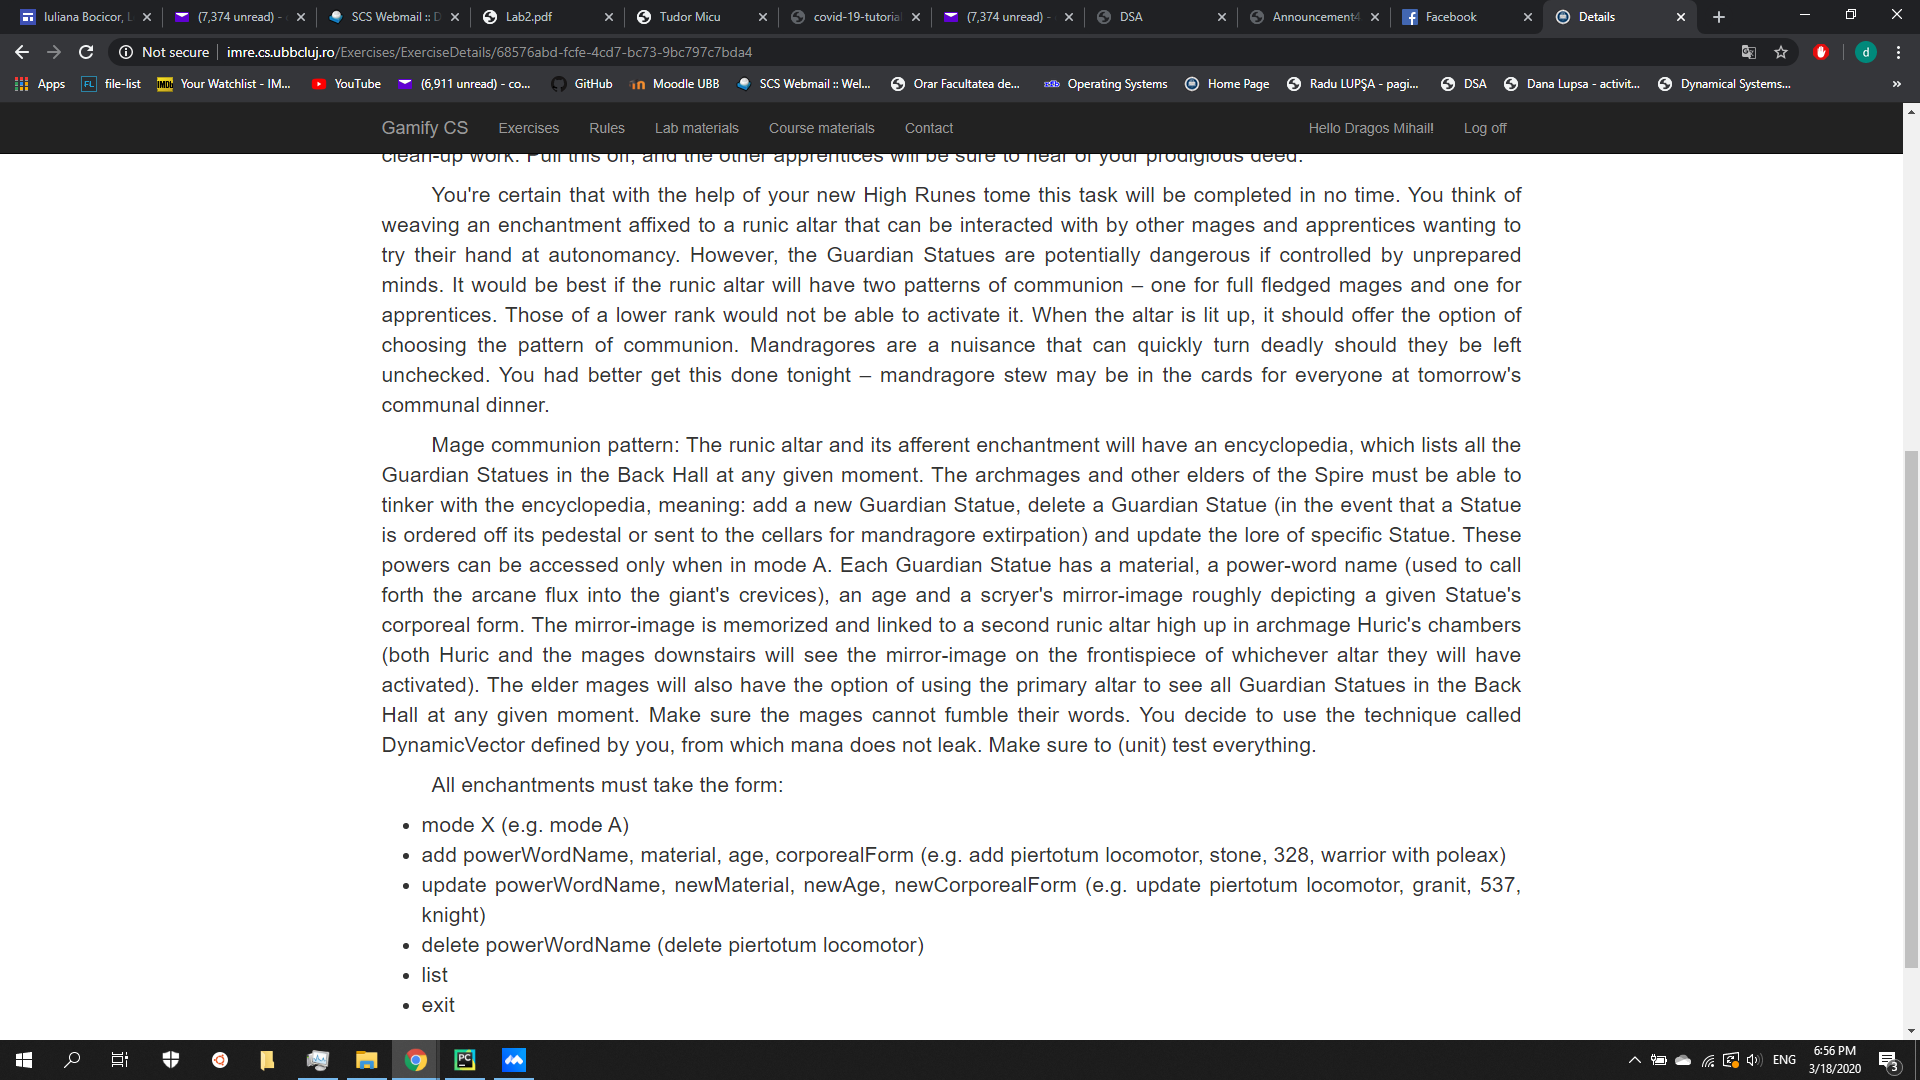 Iuliana Bocicor, L
(7,374 unread) -
SCS Webmail :: D
Lab2.pdf
Tudor Micu
covid-19-tutorial
(7,374 unread) -
DSA
Announcement4
Facebook
Details
Not secure
imre.cs.ubbcluj.ro/Exercises/ExerciseDetails/68576abd-fcfe-4cd7-bc73-9bc797c7bda4
d
Apps
FL file-list
IMDb Your Watchlist - IM...
YouTube
(6,911 unread) - co...
GitHub
Moodle UBB
SCS Webmail :: Wel...
Orar Facultatea de...
Operating Systems
Home Page
Radu LUPȘA - pagi...
DSA
Dana Lupsa - activit...
Dynamical Systems...
»
Gamify CS Exercises Rules Lab materials Course materials Contact Hello Dragos Mihail! Log off
clean-up work. Pull this off, and the other apprentices will be sure to hear of your prodigious deed.
You're certain that with the help of your new High Runes tome this task will be completed in no time. You think of
weaving an enchantment affixed to a runic altar that can be interacted with by other mages and apprentices wanting to
try their hand at autonomancy. However, the Guardian Statues are potentially dangerous if controlled by unprepared
minds. It would be best if the runic altar will have two patterns of communion – one for full fledged mages and one for
apprentices. Those of a lower rank would not be able to activate it. When the altar is lit up, it should offer the option of
choosing the pattern of communion. Mandragores are a nuisance that can quickly turn deadly should they be left
unchecked. You had better get this done tonight – mandragore stew may be in the cards for everyone at tomorrow's
communal dinner.
Mage communion pattern: The runic altar and its afferent enchantment will have an encyclopedia, which lists all the
Guardian Statues in the Back Hall at any given moment. The archmages and other elders of the Spire must be able to
tinker with the encyclopedia, meaning: add a new Guardian Statue, delete a Guardian Statue (in the event that a Statue
is ordered off its pedestal or sent to the cellars for mandragore extirpation) and update the lore of specific Statue. These
powers can be accessed only when in mode A. Each Guardian Statue has a material, a power-word name (used to call
forth the arcane flux into the giant's crevices), an age and a scryer's mirror-image roughly depicting a given Statue's
corporeal form. The mirror-image is memorized and linked to a second runic altar high up in archmage Huric's chambers
(both Huric and the mages downstairs will see the mirror-image on the frontispiece of whichever altar they will have
activated). The elder mages will also have the option of using the primary altar to see all Guardian Statues in the Back
Hall at any given moment. Make sure the mages cannot fumble their words. You decide to use the technique called
DynamicVector defined by you, from which mana does not leak. Make sure to (unit) test everything.
All enchantments must take the form:
• mode X (e.g. mode A)
• add powerWordName, material, age, corporealForm (e.g. add piertotum locomotor, stone, 328, warrior with poleax)
• update powerWordName, newMaterial, newAge, newCorporealForm (e.g. update piertotum locomotor, granit, 537,
knight)
• delete powerWordName (delete piertotum locomotor)
• list
• exit
PC
ENG
6:56 PM
3/18/2020
3